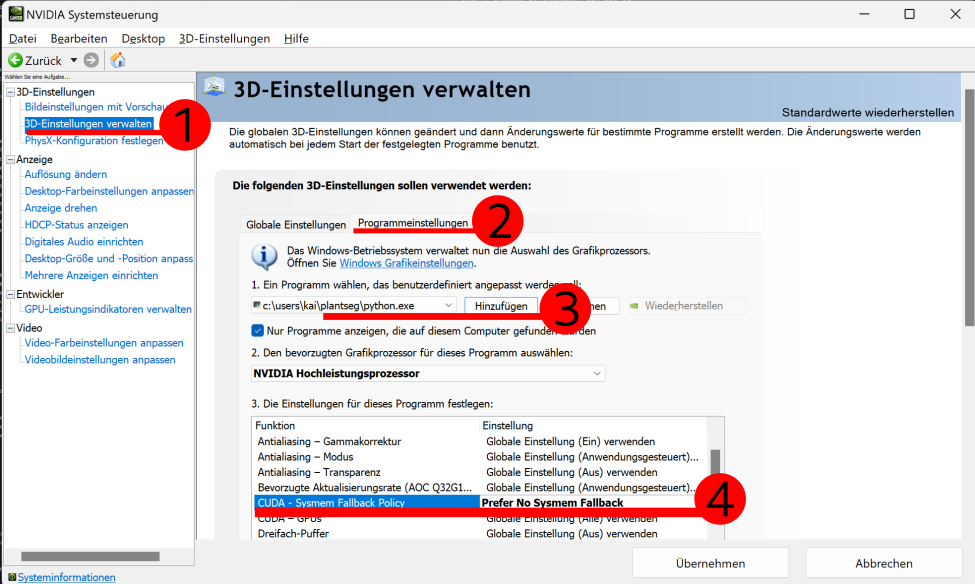 NVIDIA Systemsteuerung
Datei Bearbeiten Desktop 3D-Einstellungen Hilfe
Zurück
Wählen Sie eine Aufgabe...
3D-Einstellungen
Bildeinstellungen mit Vorschau
3D-Einstellungen verwalten
PhysX-Konfiguration festlegen
Anzeige
Auflösung ändern
Desktop-Farbeinstellungen anpassen
Anzeige drehen
HDCP-Status anzeigen
Digitales Audio einrichten
Desktop-Größe und -Position anpass
Mehrere Anzeigen einrichten
Entwickler
GPU-Leistungsindikatoren verwalten
Video
Video-Farbeinstellungen anpassen
Videobildeinstellungen anpassen
Systeminformationen
1
3D-Einstellungen verwalten
Standardwerte wiederherstellen
Die globalen 3D-Einstellungen können geändert und dann Änderungswerte für bestimmte Programme erstellt werden. Die Änderungswerte werden
automatisch bei jedem Start der festgelegten Programme benutzt.
Die folgenden 3D-Einstellungen sollen verwendet werden:
Globale Einstellungen Programmeinstellungen 2
Das Windows-Betriebssystem verwaltet nun die Auswahl des Grafikprozessors.
Öffnen Sie Windows Grafikeinstellungen.
1. Ein Programm wählen, das benutzerdefiniert angepasst werden
c:\users\kai\plantseg\python.exe Hinzufügen 3 Wiederherstellen
Nur Programme anzeigen, die auf diesem Computer gefunden
2. Den bevorzugten Grafikprozessor für dieses Programm auswählen:
NVIDIA Hochleistungsprozessor
3. Die Einstellungen für dieses Programm festlegen:
Funktion Einstellung
Antialiasing – Gammakorrektur Globale Einstellung (Ein) verwenden
Antialiasing – Modus Globale Einstellung (Anwendungsgesteuert)...
Antialiasing – Transparenz Globale Einstellung (Aus) verwenden
Bevorzugte Aktualisierungsrate (AOC Q32G1... Globale Einstellung (Anwendungsgesteuert)...
CUDA - Sysmem Fallback Policy Prefer No Sysmem Fallback 4
CUDA – GPUs Globale Einstellung (Alle) verwenden
Dreifach-Puffer Globale Einstellung (Aus) verwenden
Übernehmen Abbrechen